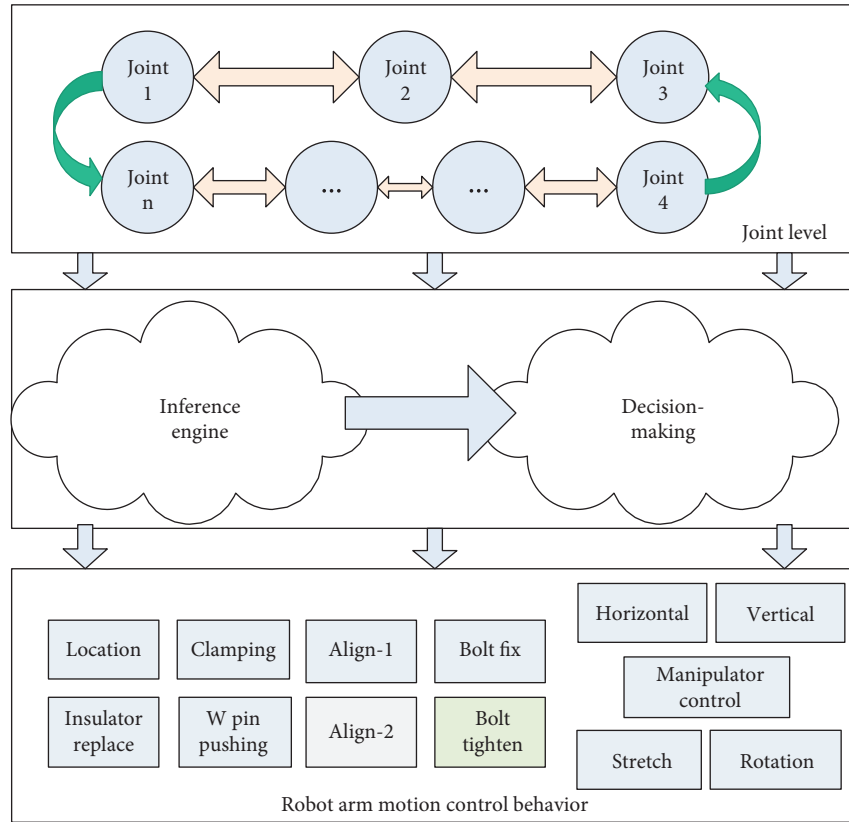 Joint
1
Joint
2
Joint
3
Joint
n
...
...
Joint
4
Joint level
Inference
engine
Decision-
making
Horizontal
Vertical
Location
Clamping
Align-1
Bolt fix
Manipulator
control
Insulator
replace
W pin
pushing
Align-2
Bolt
tighten
Stretch
Rotation
Robot arm motion control behavior